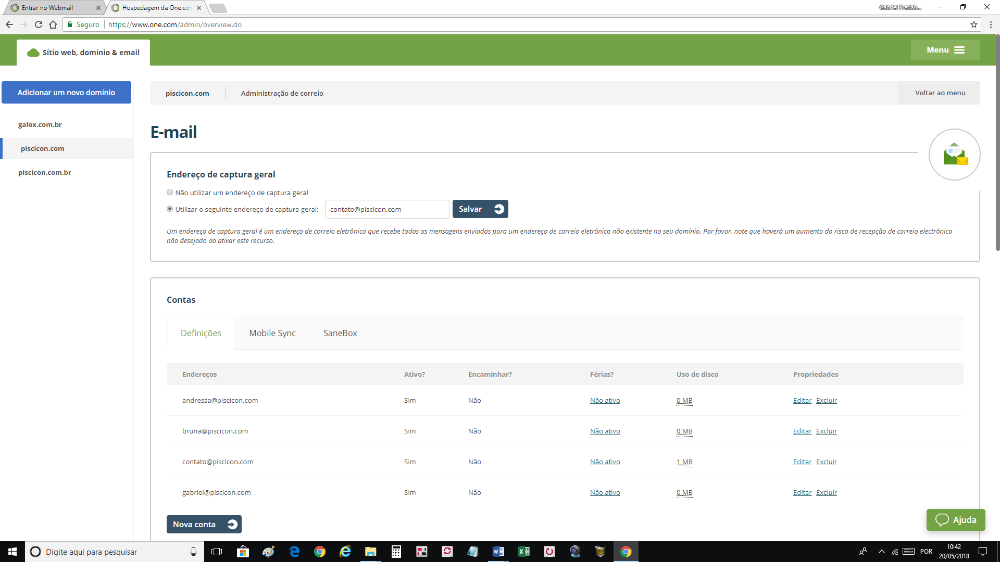 Entrar no Webmail
Hospedagem da One.com
Gabriel Predab...
Seguro
https://www.one.com/admin/overview.do
Sítio web, domínio & email
Menu
Adicionar um novo domínio
galox.com.br
piscicon.com
piscicon.com.br
piscicon.com
Administração de correio
Voltar ao menu
E-mail
Endereço de captura geral
Não utilizar um endereço de captura geral
Utilizar o seguinte endereço de captura geral:
contato@piscicon.com
Salvar
Um endereço de captura geral é um endereço de correio eletrônico que recebe todas as mensagens enviadas para um endereço de correio eletrônico não existente no seu domínio. Por favor, note que haverá um aumento do risco de recepção de correio electrônico
não desejado ao ativar este recurso.
Contas
Definições
Mobile Sync
SaneBox
Endereços Ativo? Encaminhar? Férias? Uso de disco Propriedades
andressa@piscicon.com Sim Não Não ativo 0 MB Editar Excluir
bruna@piscicon.com Sim Não Não ativo 0 MB Editar Excluir
contato@piscicon.com Sim Não Não ativo 1 MB Editar Excluir
gabriel@piscicon.com Sim Não Não ativo 0 MB Editar Excluir
Nova conta
Ajuda
Digite aqui para pesquisar
POR
10:42
20/05/2018